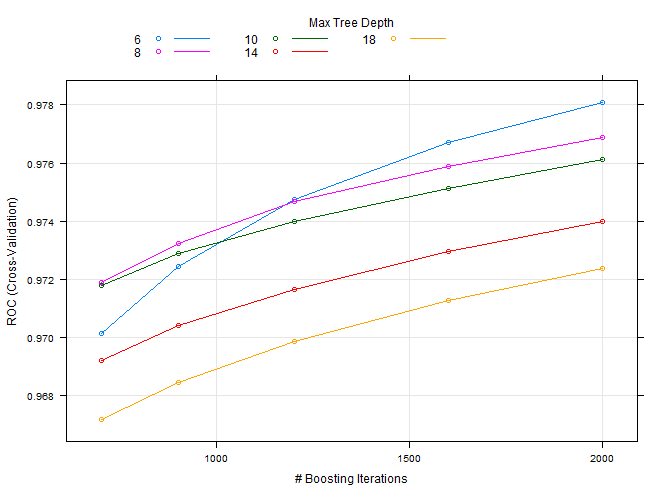 Max Tree Depth
6 10 18
8 14
0.978
0.976
0.974
0.972
0.970
0.968
ROC (Cross-Validation)
1000 1500 2000
# Boosting Iterations